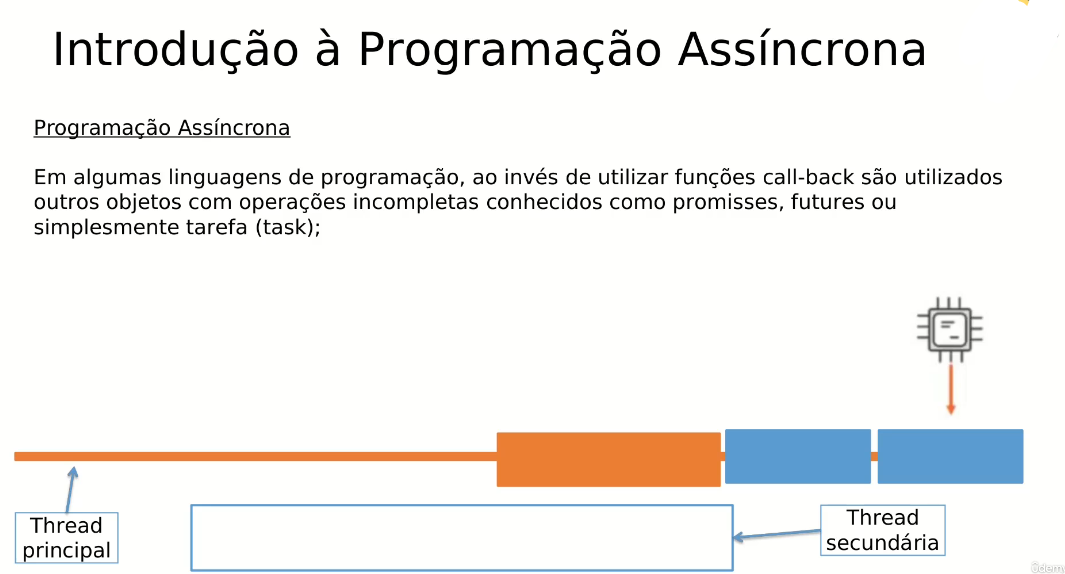 Introdução à Programação Assíncrona
Programação Assíncrona
Em algumas linguagens de programação, ao invés de utilizar funções call-back são utilizados
outros objetos com operações incompletas conhecidos como promisses, futures ou
simplesmente tarefa (task);
Thread
principal
Thread
secundária